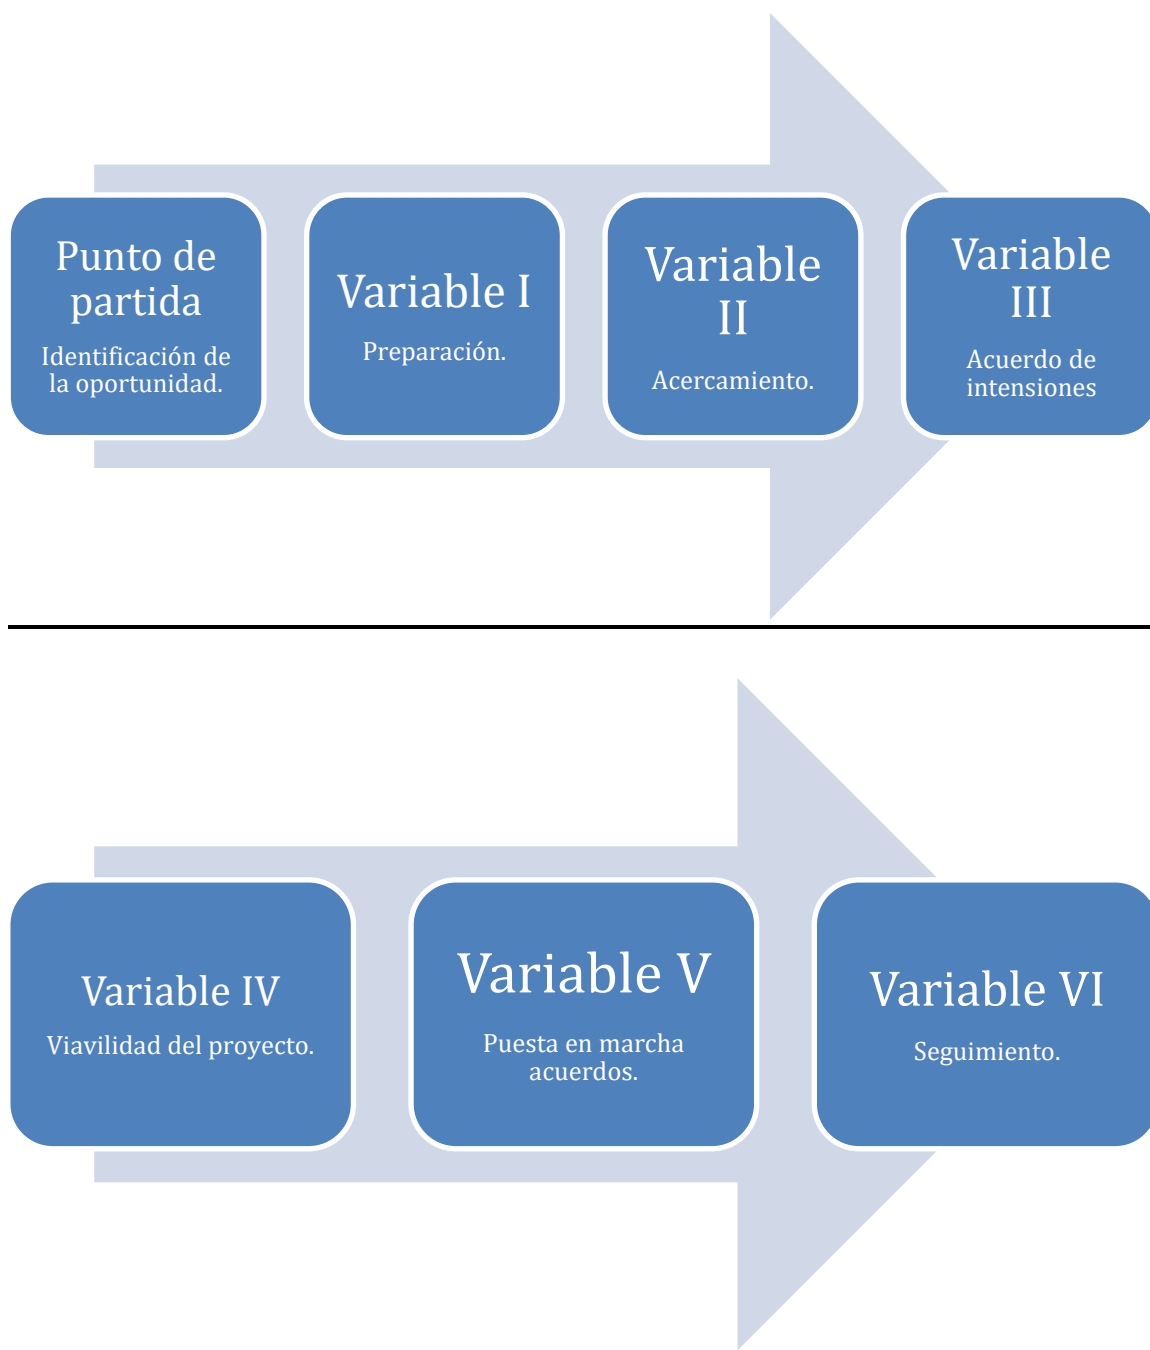 Punto de
partida
Identificación de
la oportunidad.
Variable I
Preparación.
Variable
II
Acercamiento.
Variable
III
Acuerdo de
intensiones
Variable IV
Viavilidad del proyecto.
Variable V
Puesta en marcha
acuerdos.
Variable VI
Seguimiento.